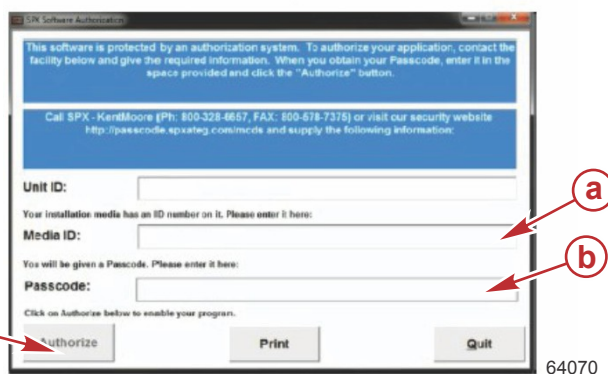 SPX Software Authorization
This software is protected by an authorization system. To authorize your application, contact the
facility below and give the required information. When you obtain your Passcode, enter it in the
space provided and click the "Authorize" button.
Call SPX - KentMoore (Ph: 800-328-6657, FAX: 800-578-7375) or visit our security website
http://passcode.spxateg.com/mcds and supply the following information:
Unit ID:
Your installation media has an ID number on it. Please enter it here:
Media ID:
a
You will be given a Passcode. Please enter it here:
Passcode:
b
Click on Authorize below to enable your program.
Authorize
Print
Quit
64070